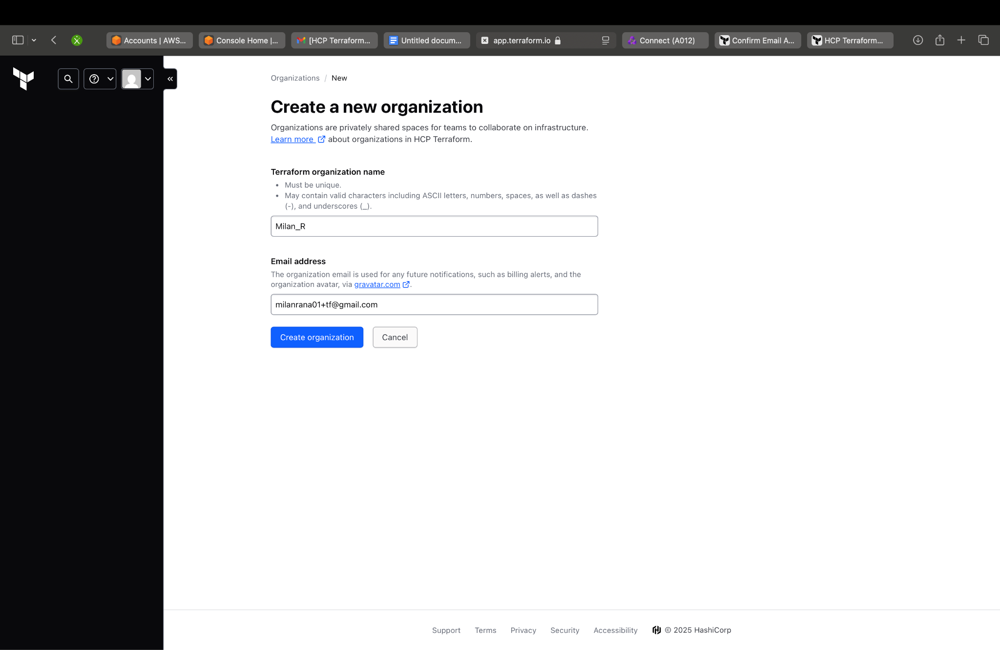 Accounts | AWS...
Console Home |...
[HCP Terraform...
Untitled docum...
app.terraform.io
Connect (A012)
Confirm Email A...
HCP Terraform...
Organizations / New
Create a new organization
Organizations are privately shared spaces for teams to collaborate on infrastructure.
Learn more about organizations in HCP Terraform.
Terraform organization name
• Must be unique.
• May contain valid characters including ASCII letters, numbers, spaces, as well as dashes
(-), and underscores (_).
Milan_R
Email address
The organization email is used for any future notifications, such as billing alerts, and the
organization avatar, via gravatar.com.
milanrana01+tf@gmail.com
Create organization
Cancel
Support
Terms
Privacy
Security
Accessibility
© 2025 HashiCorp